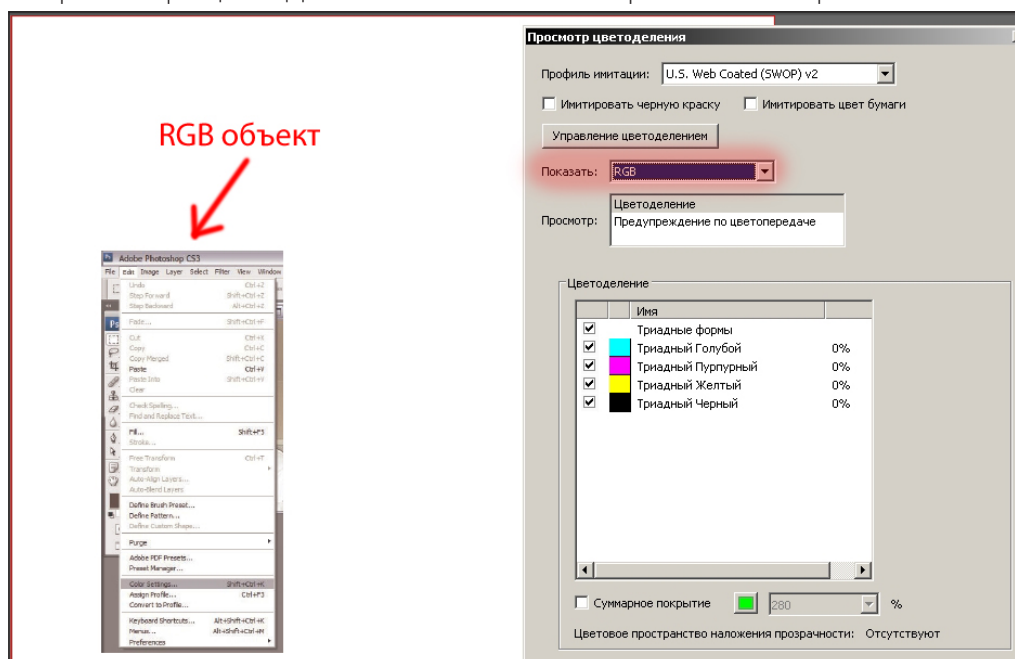 Просмотр цветоделения
Профиль имитации: U.S. Web Coated (SWOP) v2
Имитировать черную краску Имитировать цвет бумаги
Управление цветоделением
Показать: RGB
Просмотр: Цветоделение
Предупреждение по цветопередаче
Цветоделение
Имя
Триадные формы
Триадный Голубой 0%
Триадный Пурпурный 0%
Триадный Желтый 0%
Триадный Черный 0%
Суммарное покрытие 280 %
Цветовое пространство наложения прозрачности: Отсутствуют
RGB объект
Adobe Photoshop CS3
File Edit Image Layer Select Filter View Window
Undo Ctrl+Z
Step Forward Shift+Ctrl+Z
Step Backward Alt+Ctrl+Z
Fade... Shift+Ctrl+F
Cut Ctrl+X
Copy Ctrl+C
Copy Merged Shift+Ctrl+C
Paste Ctrl+V
Paste Into Shift+Ctrl+V
Clear
Check Spelling...
Find and Replace Text...
Fill... Shift+F5
Stroke...
Free Transform Ctrl+T
Transform
Auto-Align Layers...
Auto-Blend Layers
Define Brush Preset...
Define Pattern...
Define Custom Shape...
Purge
Adobe PDF Presets...
Preset Manager...
Color Settings... Shift+Ctrl+K
Assign Profile... Ctrl+F3
Convert to Profile...
Keyboard Shortcuts... Alt+Shift+Ctrl+K
Menus... Alt+Shift+Ctrl+M
Preferences